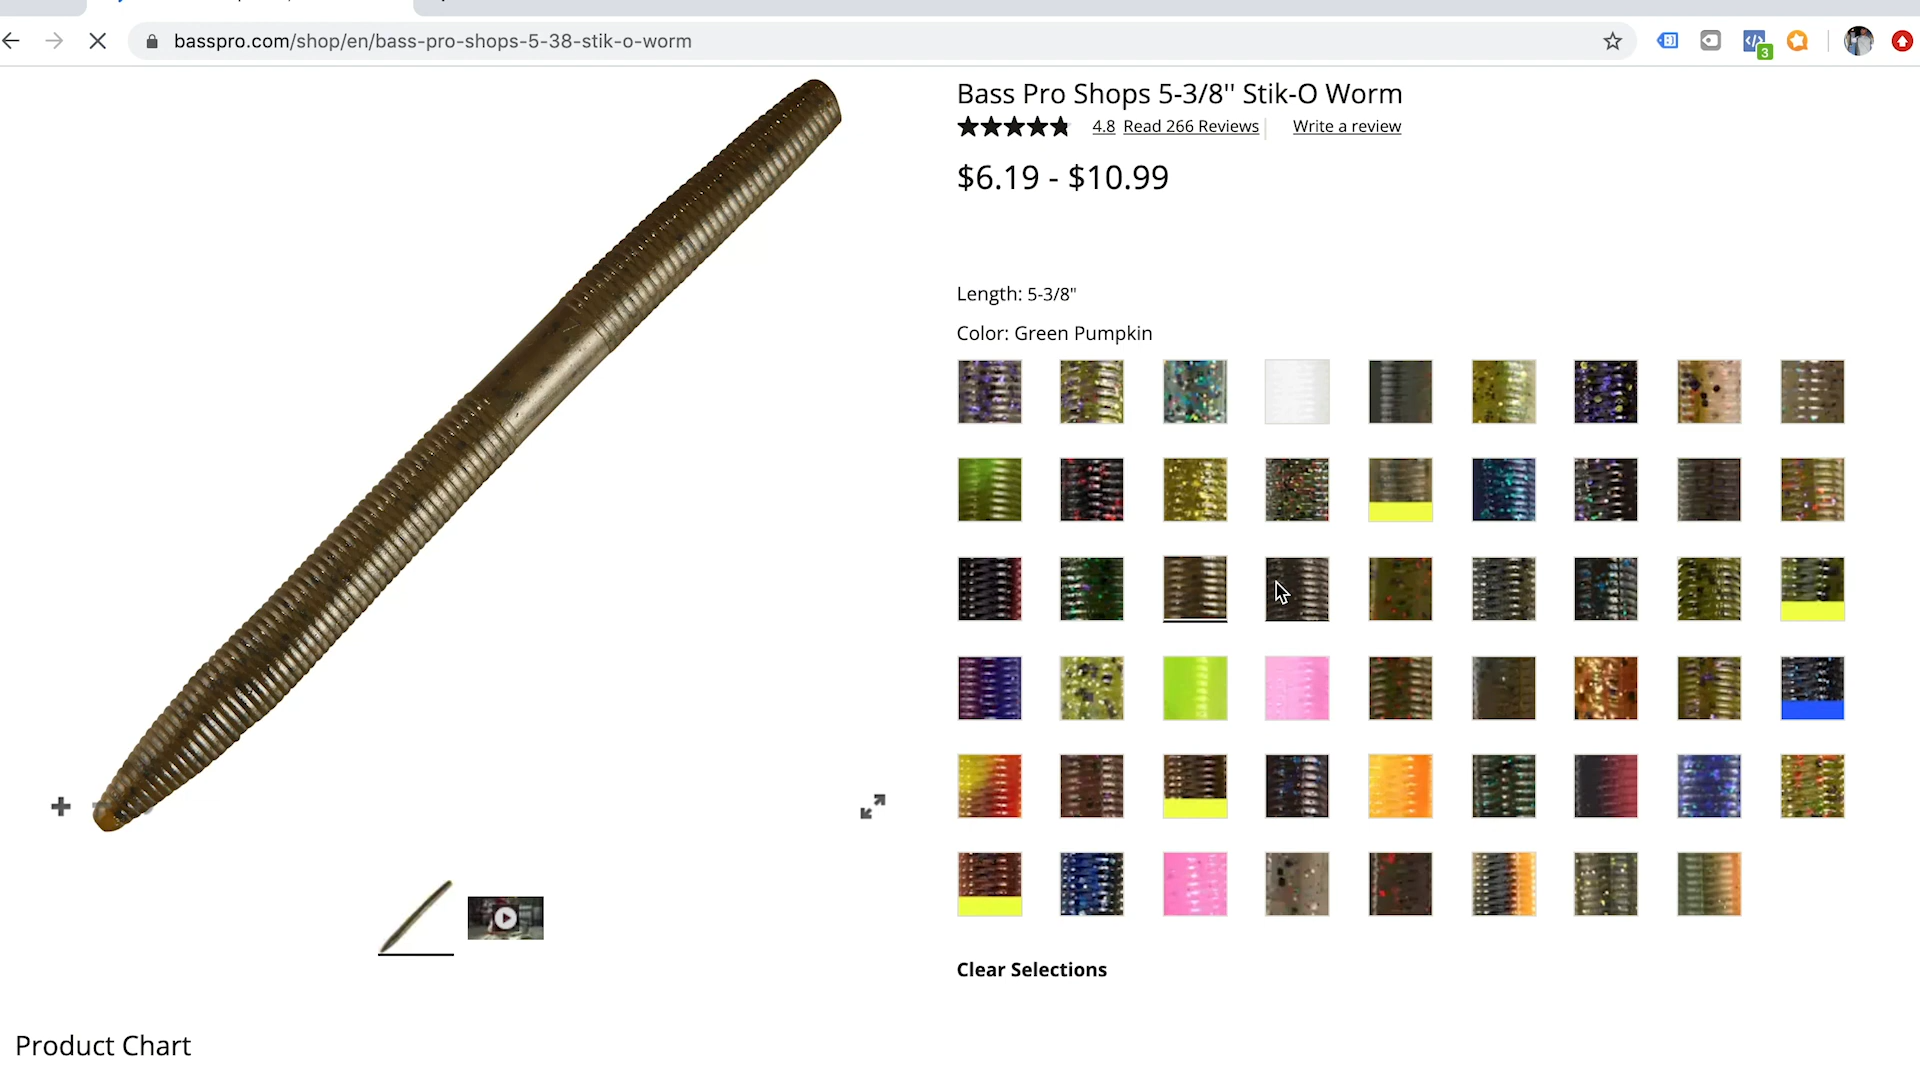 basspro.com/shop/en/bass-pro-shops-5-38-stik-o-worm
3
Bass Pro Shops 5-3/8'' Stik-O Worm
4.8 Read 266 Reviews Write a review
$6.19 - $10.99
Length: 5-3/8"
Color: Green Pumpkin
Clear Selections
Product Chart